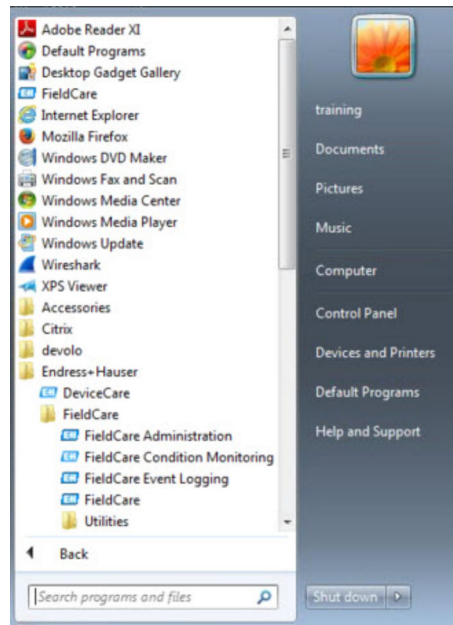 Adobe Reader XI
Default Programs
Desktop Gadget Gallery
FieldCare
Internet Explorer
Mozilla Firefox
Windows DVD Maker
Windows Fax and Scan
Windows Media Center
Windows Media Player
Windows Update
Wireshark
XPS Viewer
Accessories
Citrix
devolo
Endress+Hauser
DeviceCare
FieldCare
FieldCare Administration
FieldCare Condition Monitoring
FieldCare Event Logging
FieldCare
Utilities
Back
Search programs and files
training
Documents
Pictures
Music
Computer
Control Panel
Devices and Printers
Default Programs
Help and Support
Shut down